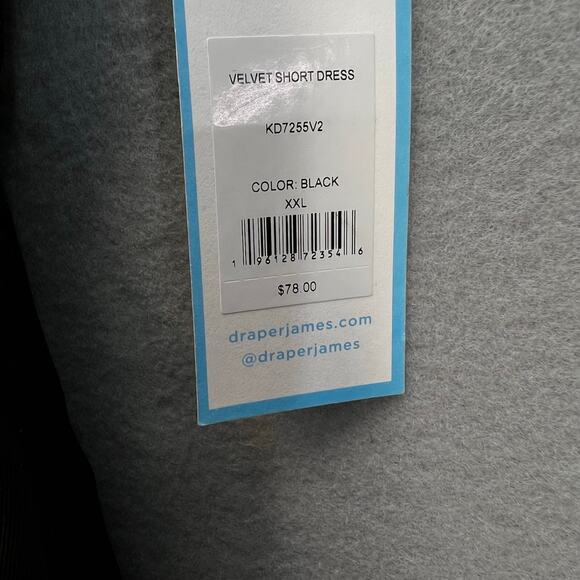 VELVET SHORT DRESS
KD7255V2
COLOR: BLACK
XXL
1 96128 72354 6
$78.00
draperjames.com
@draperjames